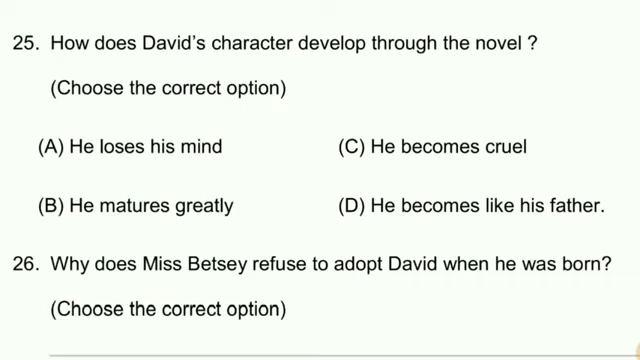 25. How does David's character develop through the novel ?
(Choose the correct option)
(A) He loses his mind (C) He becomes cruel
(B) He matures greatly (D) He becomes like his father.
26. Why does Miss Betsey refuse to adopt David when he was born?
(Choose the correct option)